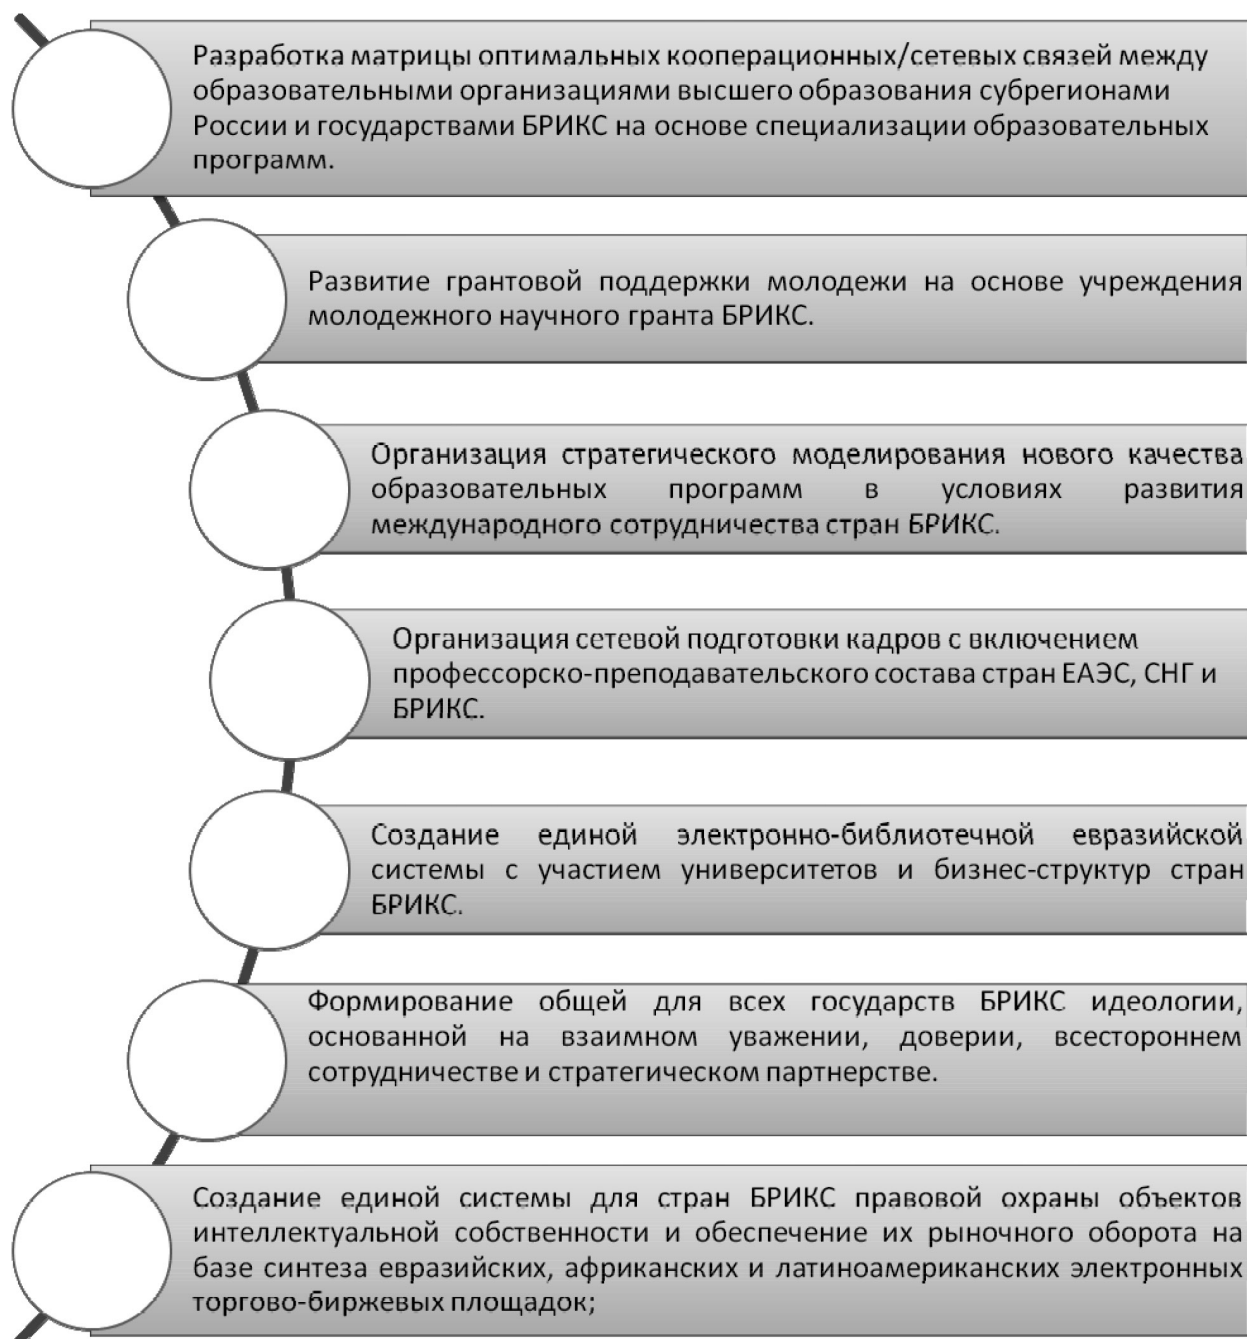 Разработка матрицы оптимальных кооперационных/сетевых связей между
образовательными организациями высшего образования субрегионами
России и государствами БРИКС на основе специализации образовательных
программ.
Развитие грантовой поддержки молодежи на основе учреждения
молодежного научного гранта БРИКС.
Организация стратегического моделирования нового качества
образовательных программ в условиях развития
международного сотрудничества стран БРИКС.
Организация сетевой подготовки кадров с включением
профессорско-преподавательского состава стран ЕАЭС, СНГ и
БРИКС.
Создание единой электронно-библиотечной евразийской
системы с участием университетов и бизнес-структур стран
БРИКС.
Формирование общей для всех государств БРИКС идеологии,
основанной на взаимном уважении, доверии, всестороннем
сотрудничестве и стратегическом партнерстве.
Создание единой системы для стран БРИКС правовой охраны объектов
интеллектуальной собственности и обеспечение их рыночного оборота на
базе синтеза евразийских, африканских и латиноамериканских электронных
торгово-биржевых площадок;